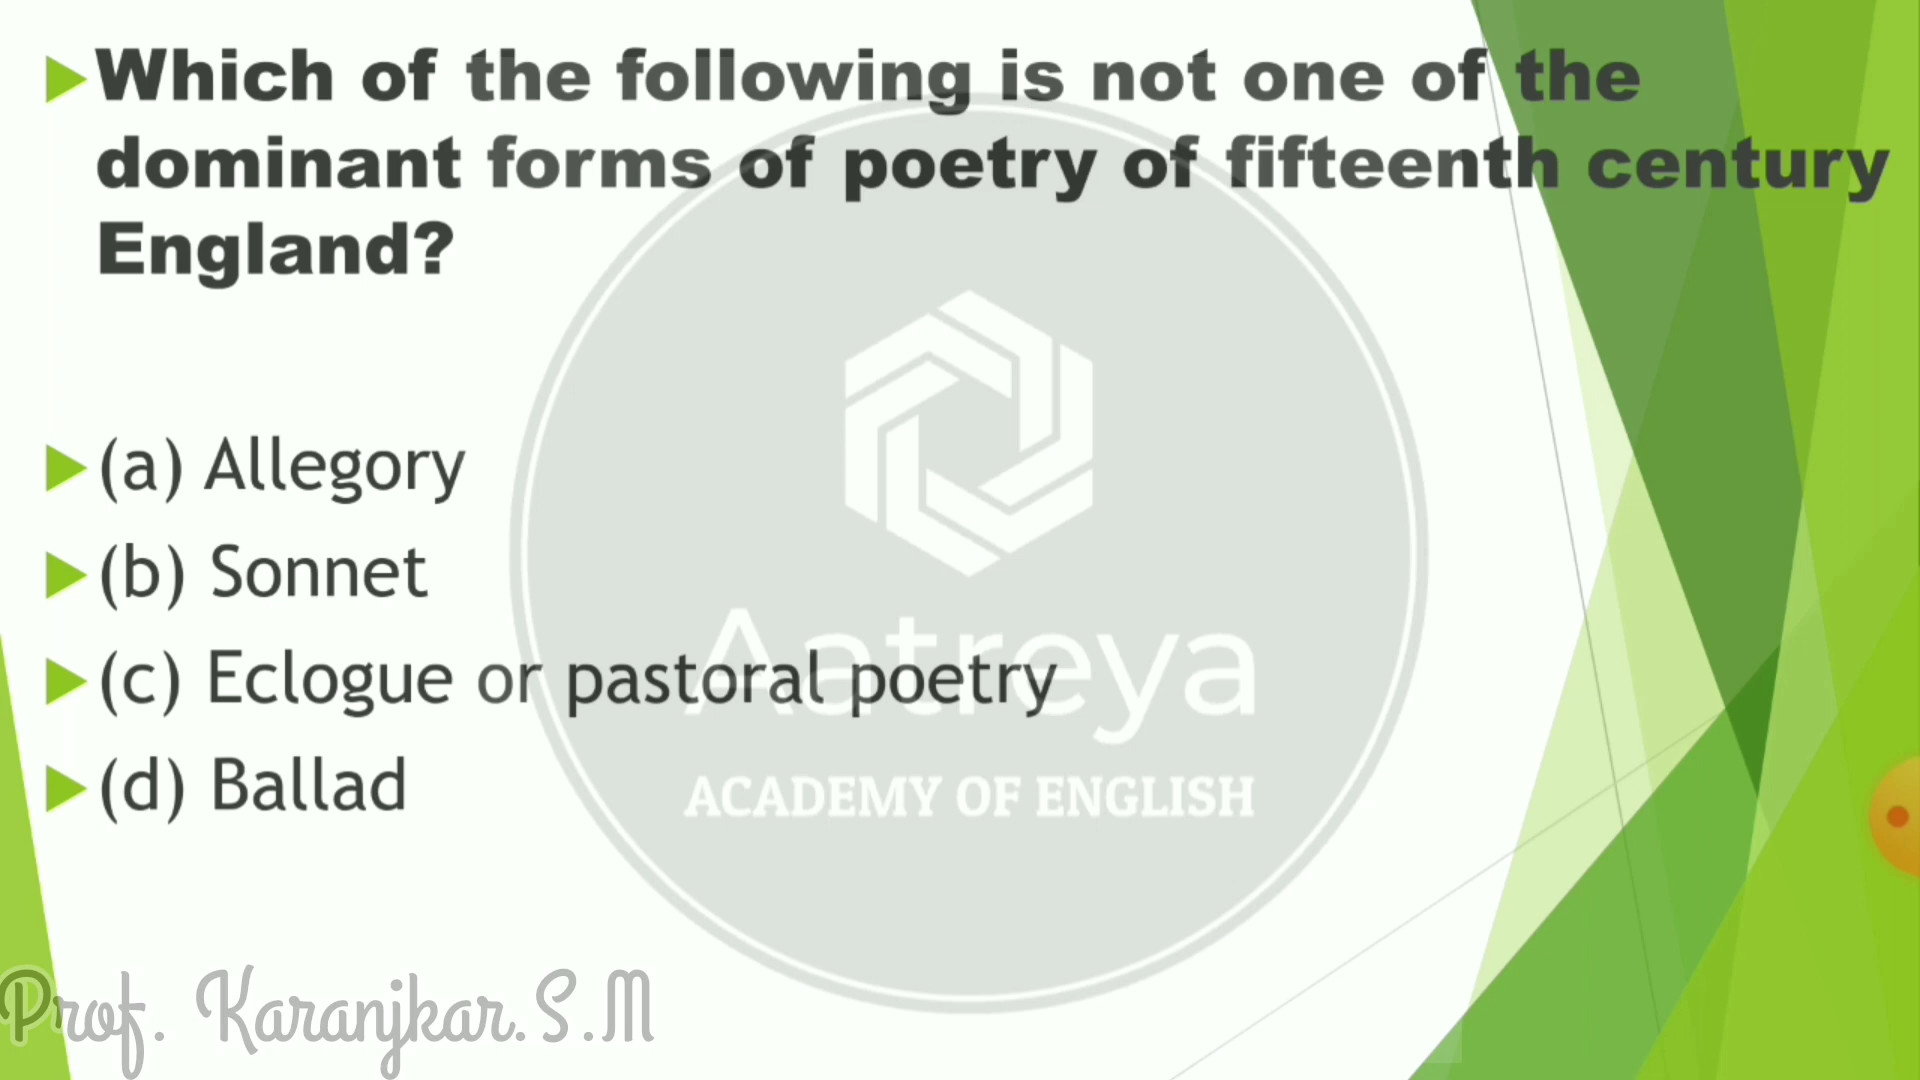 Which of the following is not one of the
dominant forms of poetry of fifteenth century
England?
(a) Allegory
(b) Sonnet
(c) Eclogue or pastoral poetry
(d) Ballad
Aatreya
ACADEMY OF ENGLISH
Prof. Karanjkar.S.M